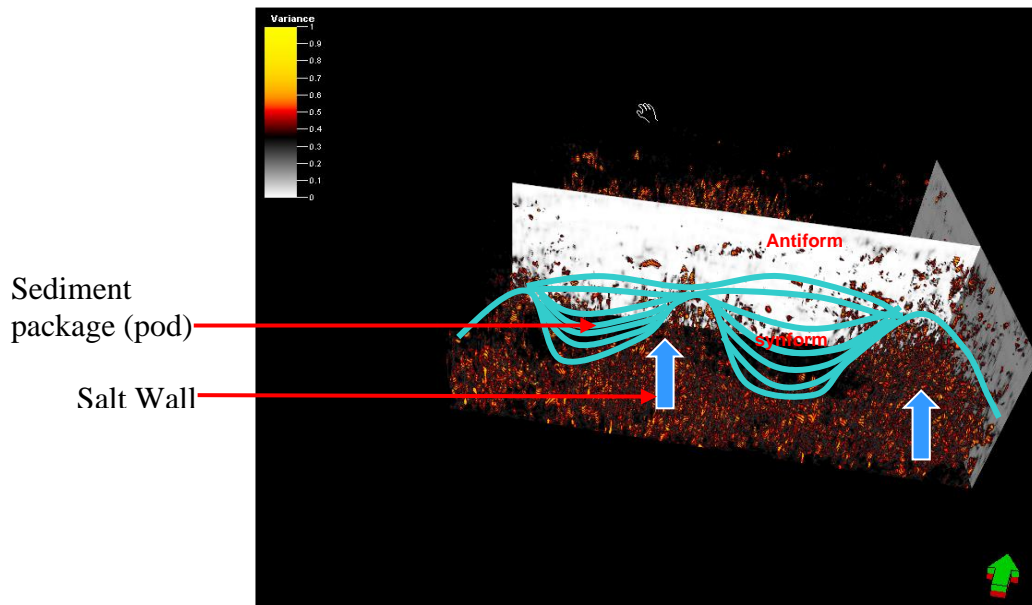 Variance
1
0.9
0.8
0.7
0.6
0.5
0.4
0.3
0.2
0.1
0
Antiform
Sediment
package (pod)
synform
Salt Wall